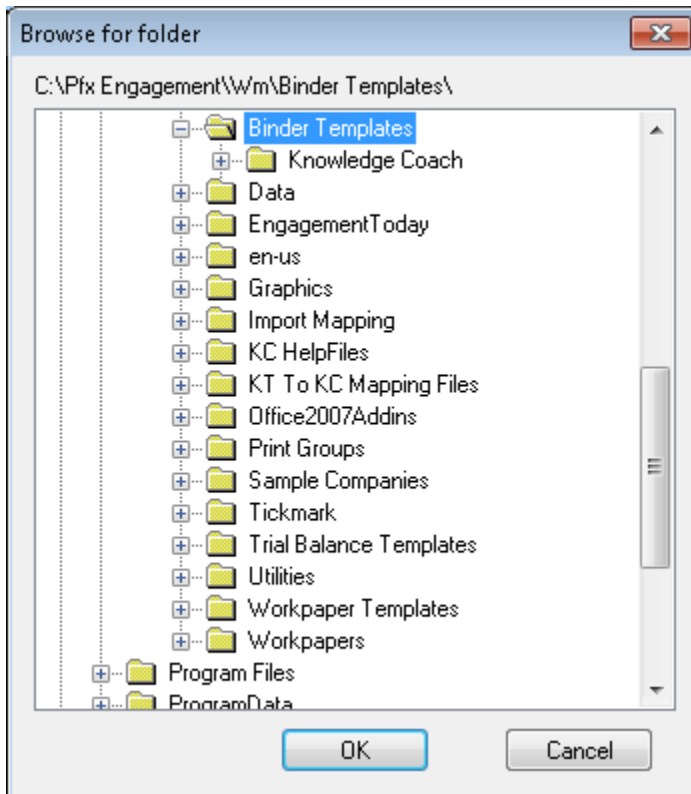 Browse for folder
C:\Pfx Engagement\Wm\Binder Templates\
Binder Templates
Knowledge Coach
Data
EngagementToday
en-us
Graphics
Import Mapping
KC HelpFiles
KT To KC Mapping Files
Office2007Addins
Print Groups
Sample Companies
Tickmark
Trial Balance Templates
Utilities
Workpaper Templates
Workpapers
Program Files
ProgramData
OK Cancel